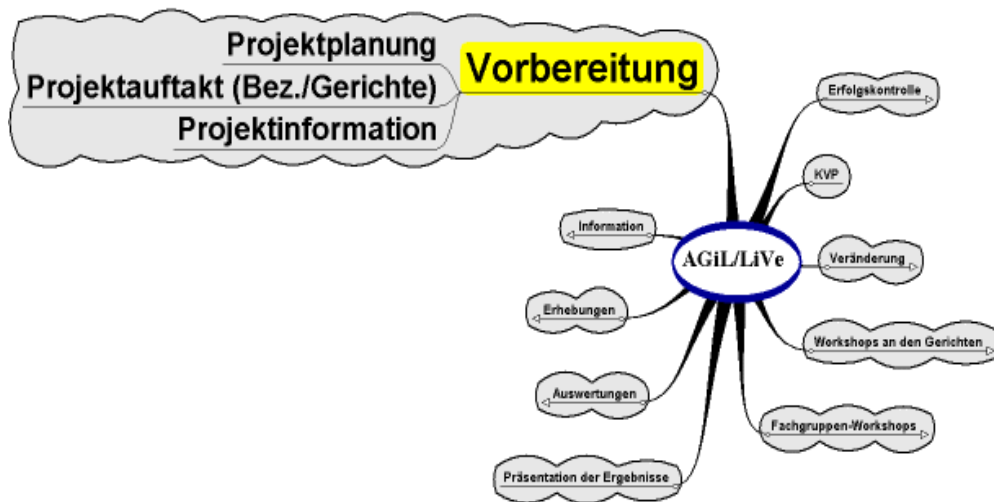 Projektplanung
Vorbereitung
Projektauftakt (Bez./Gerichte)
Projektinformation
Erfolgskontrolle
KVP
Information
AGiL/LiVe
Veränderung
Erhebungen
Workshops an den Gerichten
Auswertungen
Fachgruppen-Workshops
Präsentation der Ergebnisse